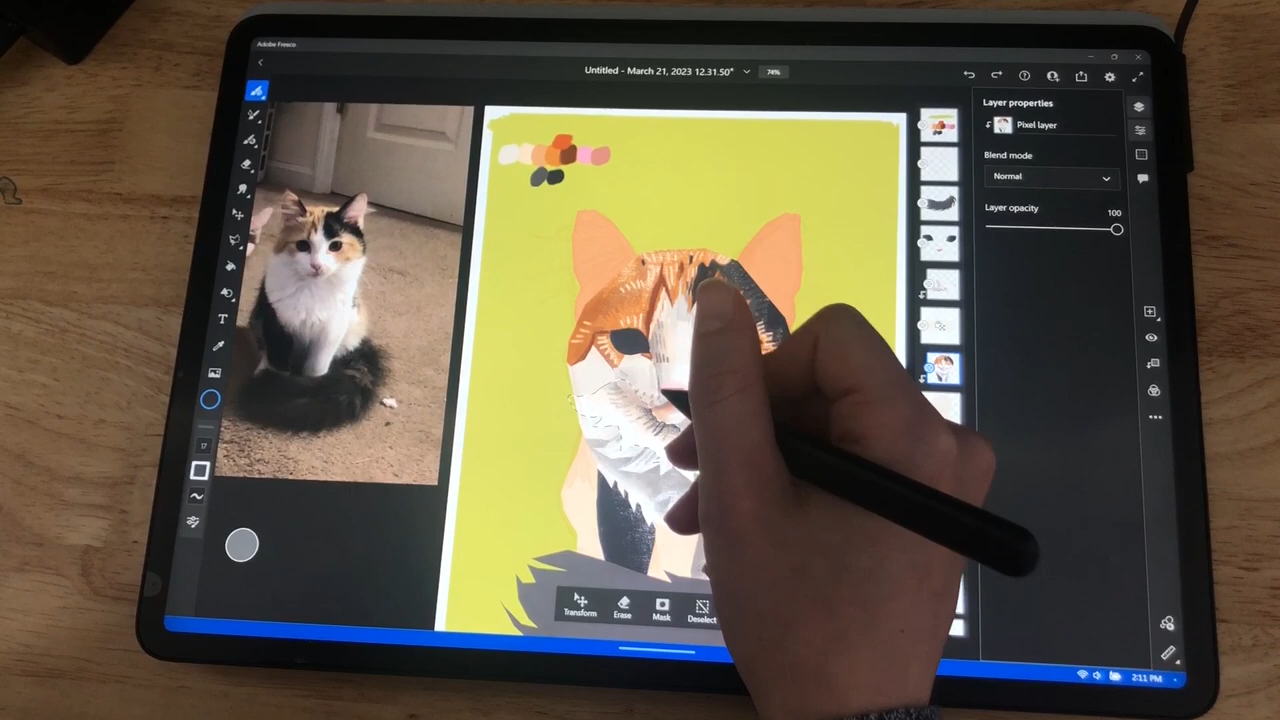 Adobe Fresco
Untitled - March 21, 2023 12.31.50*
74%
Layer properties
Pixel layer
Blend mode
Normal
Layer opacity
100
T
17
Transform
Erase
Mask
Deselect
2:11 PM